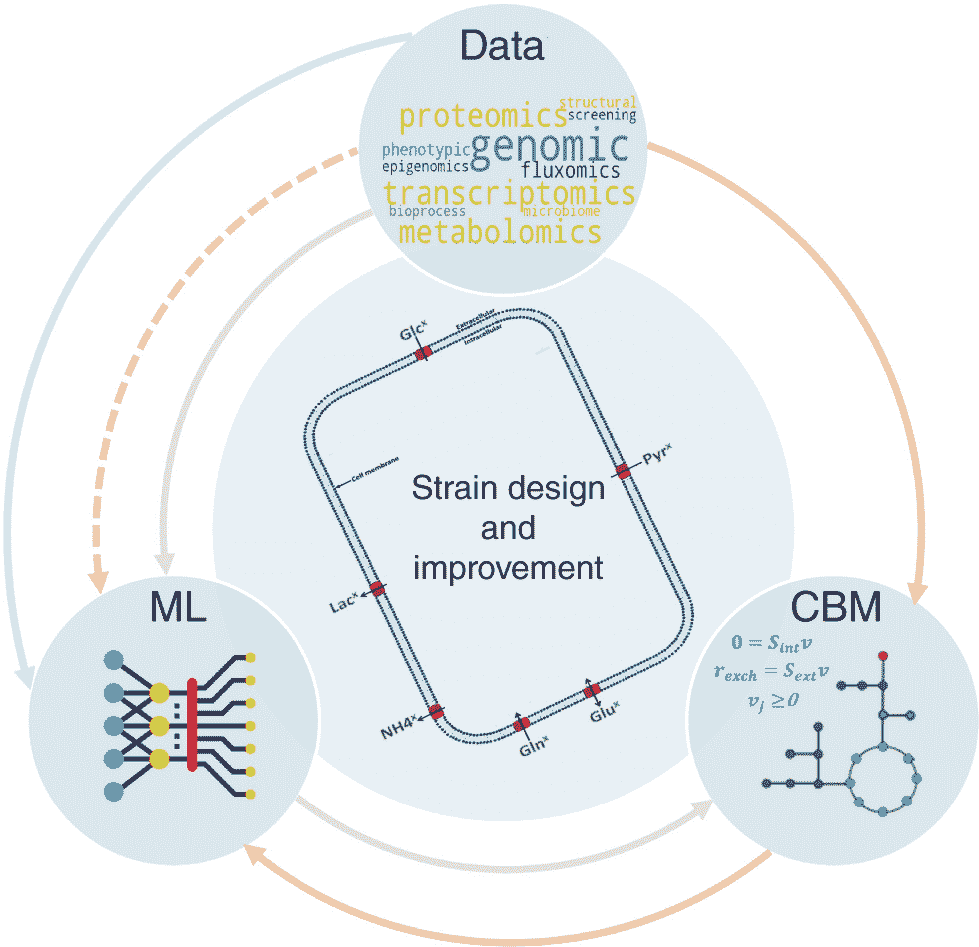 Data
proteomics
structural
screening
phenotypic
genomic
epigenomics
fluxomics
transcriptomics
bioprocess
microbiome
metabolomics
Glcˣ
Extracellular
Intracellular
Pyrˣ
Cell membrane
Strain design
and
improvement
Lacˣ
NH4ˣ
Glnˣ
Gluˣ
ML
CBM
0 = S_int v
r_exch = S_ext v
v_j ≥ 0